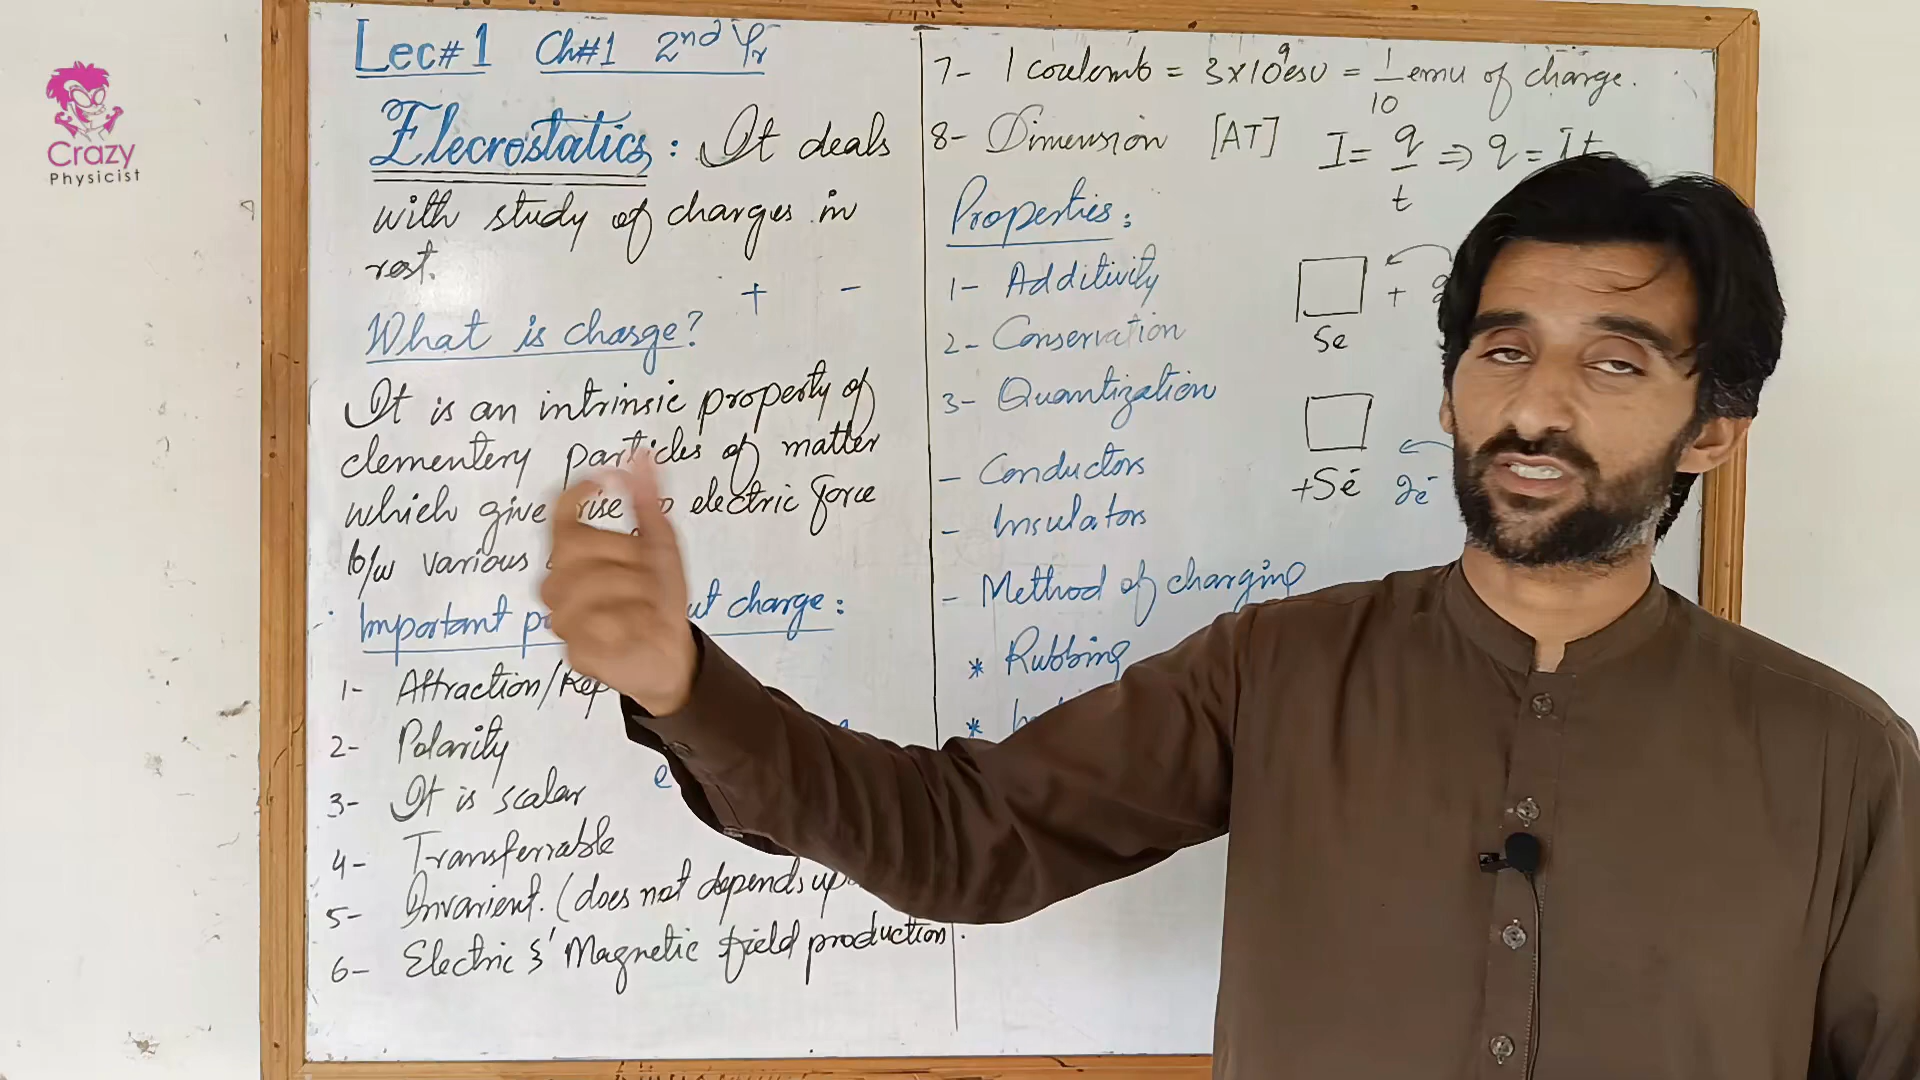 Crazy
Physicist
Lec#1 Ch#1 2nd Yr
Elecrostatics: It deals
with study of charges in
rest.
+ -
What is charge?
It is an intrinsic property of
elementery particles of matter
which give rise electric force
b/w various
Important charge:
1- Attraction/Rep
2- Polarity
3- It is scalar
e
4- Transferrable
5- Invarient. (does not depends
6- Electric & Magnetic field production.
7- 1 coulomb = 3x10⁹esu = 1/10 emu of charge.
8- Dimension [AT] I = q/t ⇒ q = It
Properties:
1- Additivity
2- Conservation
3- Quantization
+
5e
+5e⁻ 2e⁻
- Conductors
- Insulators
- Method of charging
* Rubbing
*